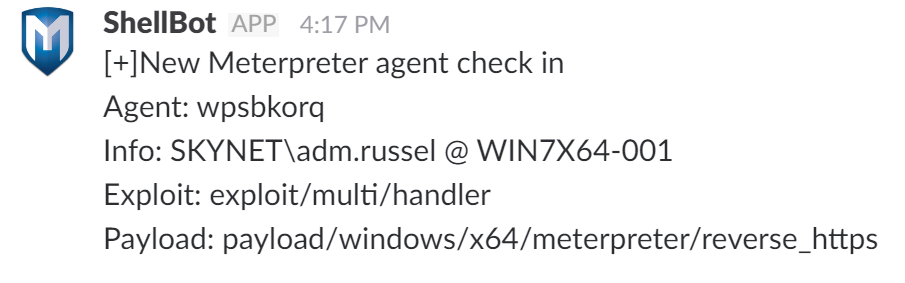 ShellBot APP 4:17 PM
[+]New Meterpreter agent check in
Agent: wpsbkorq
Info: SKYNET\adm.russel @ WIN7X64-001
Exploit: exploit/multi/handler
Payload: payload/windows/x64/meterpreter/reverse_https